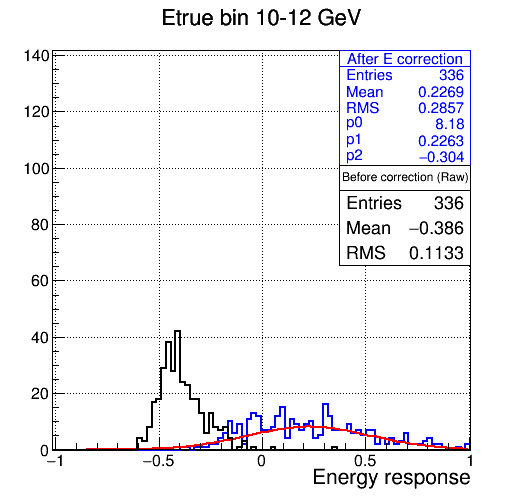 Etrue bin 10-12 GeV
After E correction
Entries 336
Mean 0.2269
RMS 0.2857
p0 8.18
p1 0.2263
p2 −0.304
Before correction (Raw)
Entries 336
Mean −0.386
RMS 0.1133
140
120
100
80
60
40
20
0
−1 −0.5 0 0.5 1
Energy response